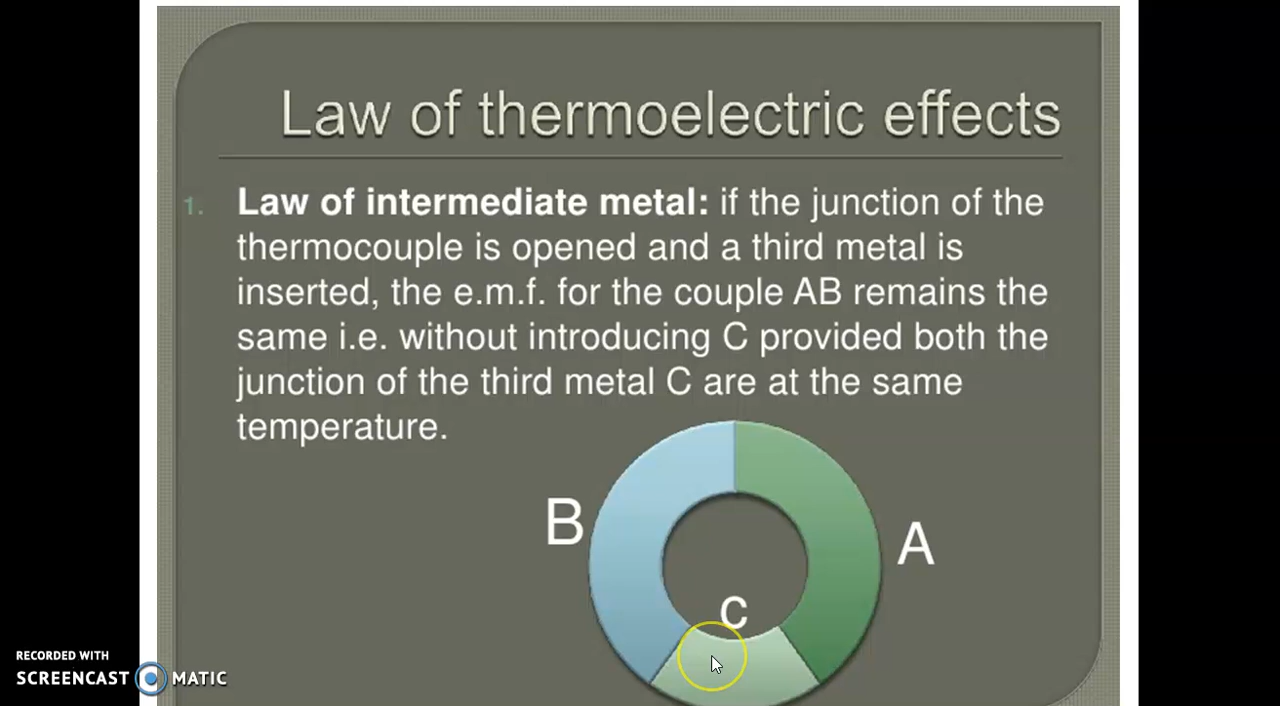 Law of thermoelectric effects
1. Law of intermediate metal: if the junction of the
thermocouple is opened and a third metal is
inserted, the e.m.f. for the couple AB remains the
same i.e. without introducing C provided both the
junction of the third metal C are at the same
temperature.
B
A
c
RECORDED WITH
SCREENCAST MATIC